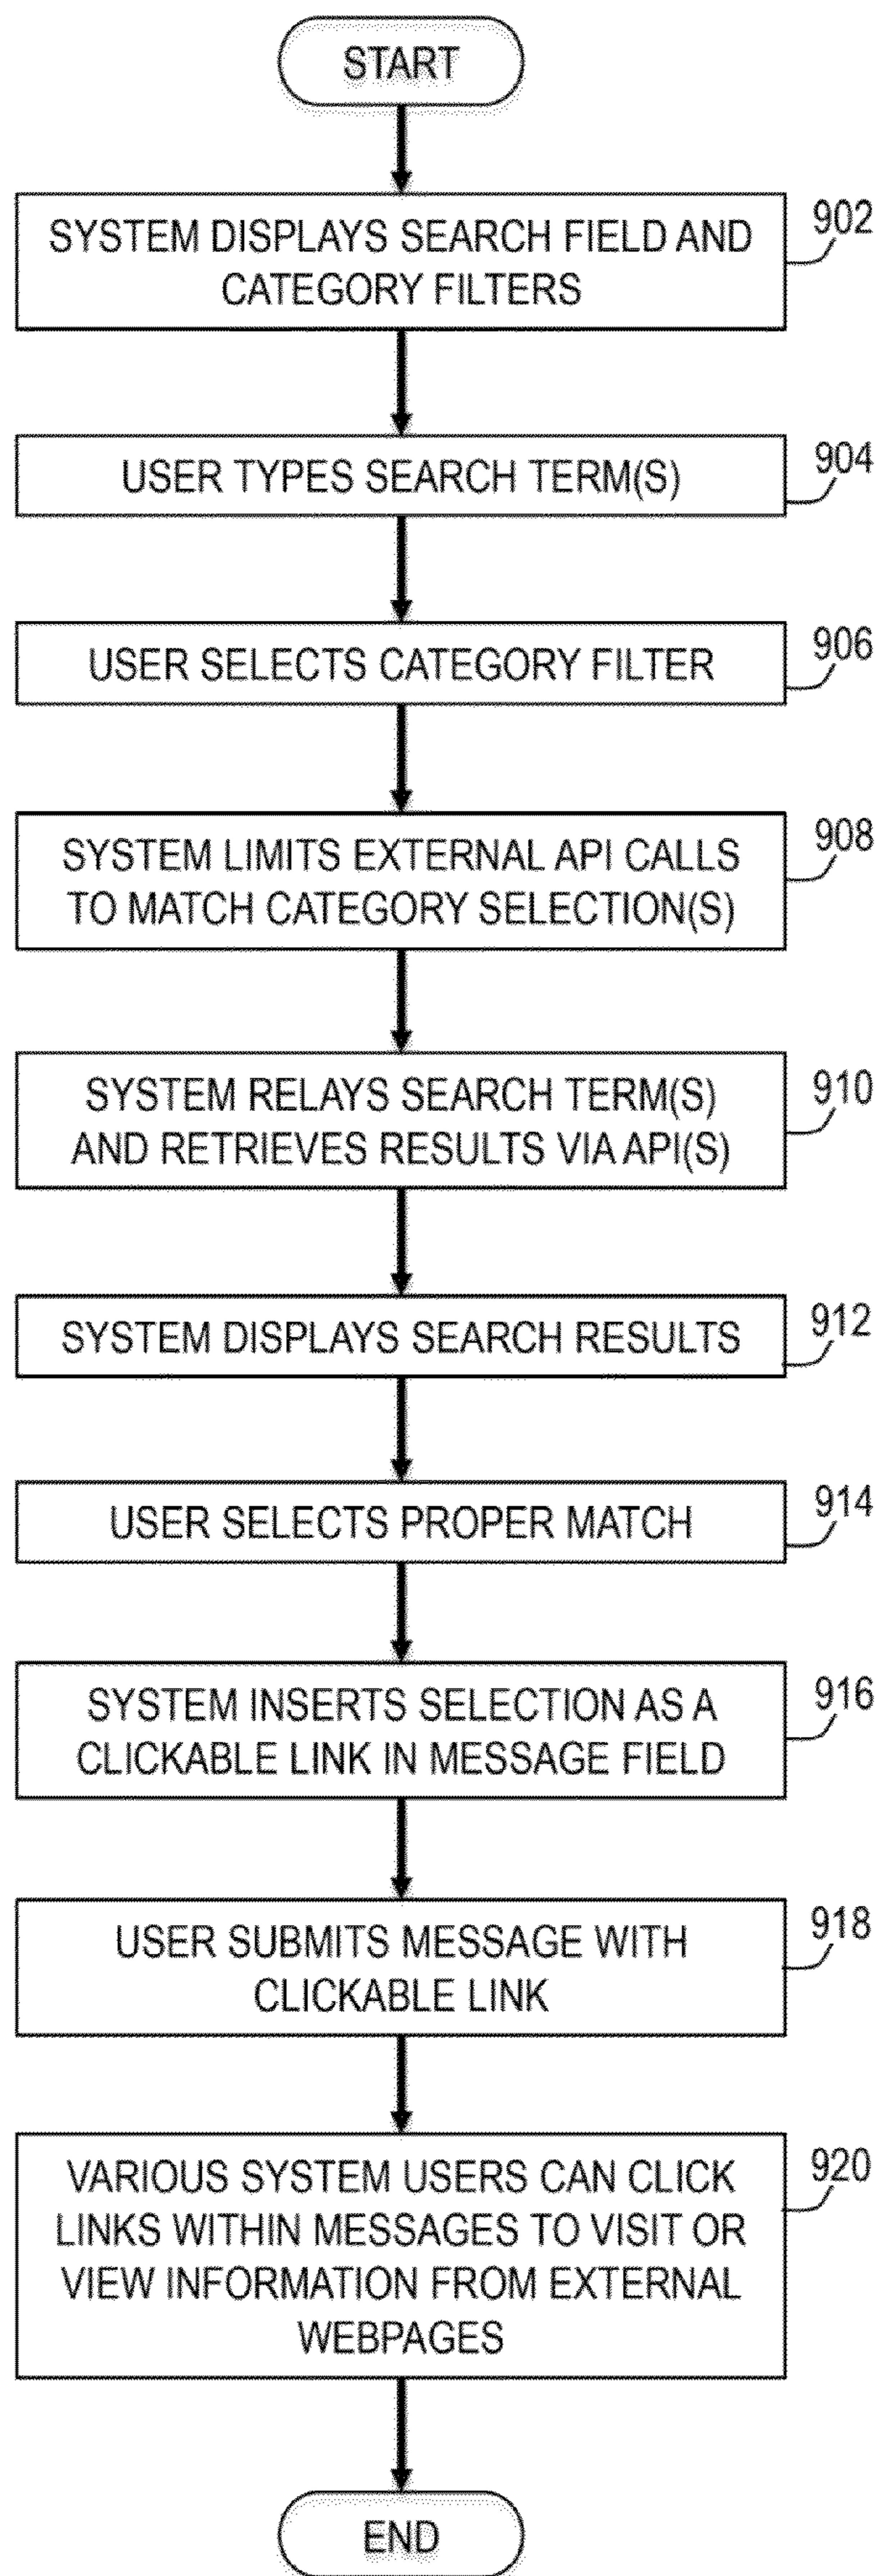 START
SYSTEM DISPLAYS SEARCH FIELD AND
CATEGORY FILTERS
902
USER TYPES SEARCH TERM(S)
904
USER SELECTS CATEGORY FILTER
906
SYSTEM LIMITS EXTERNAL API CALLS
TO MATCH CATEGORY SELECTION(S)
908
SYSTEM RELAYS SEARCH TERM(S)
AND RETRIEVES RESULTS VIA API(S)
910
SYSTEM DISPLAYS SEARCH RESULTS
912
USER SELECTS PROPER MATCH
914
SYSTEM INSERTS SELECTION AS A
CLICKABLE LINK IN MESSAGE FIELD
916
USER SUBMITS MESSAGE WITH
CLICKABLE LINK
918
VARIOUS SYSTEM USERS CAN CLICK
LINKS WITHIN MESSAGES TO VISIT OR
VIEW INFORMATION FROM EXTERNAL
WEBPAGES
920
END